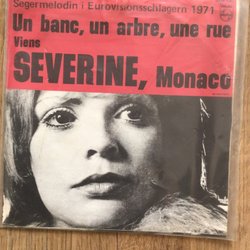 Segermelodin i Eurovisionsschlagern 1971
Un banc, un arbre, une rue
Viens
SEVERINE, Monaco